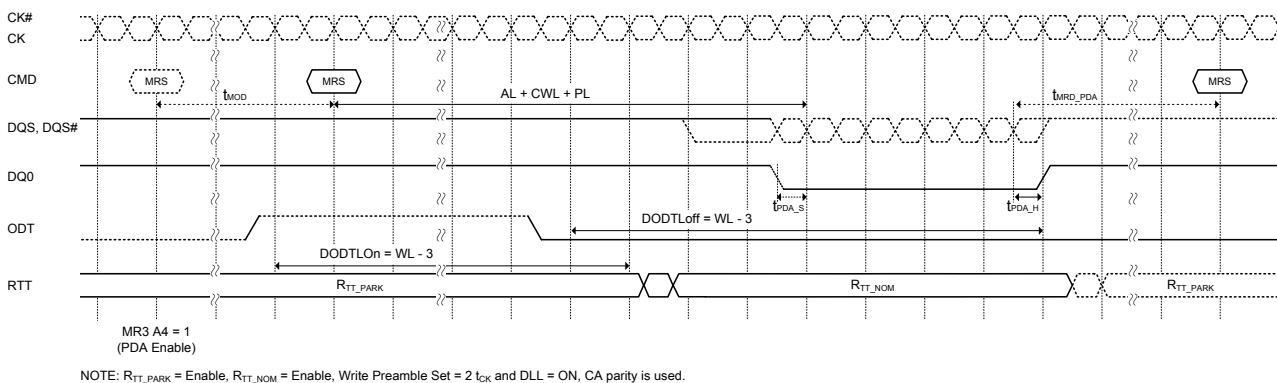 CK#
CK
CMD
MRS
MRS
MRS
tMOD
AL + CWL + PL
tMRD_PDA
DQS, DQS#
DQ0
tPDA_S
tPDA_H
ODT
DODTLoff = WL - 3
DODTLOn = WL - 3
RTT
RTT_PARK
RTT_NOM
RTT_PARK
MR3 A4 = 1
(PDA Enable)
NOTE: RTT_PARK = Enable, RTT_NOM = Enable, Write Preamble Set = 2 tCK and DLL = ON, CA parity is used.